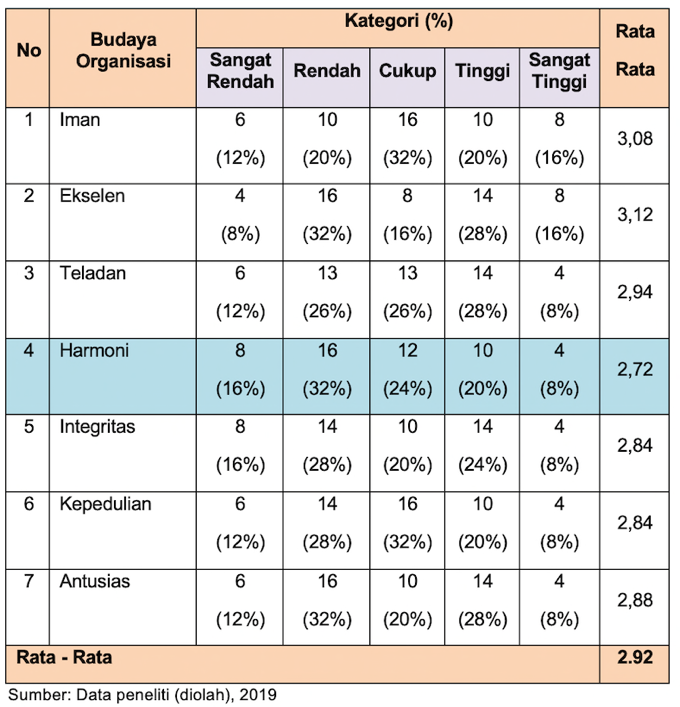 No Budaya Organisasi Kategori (%) Rata Rata
Sangat Rendah Rendah Cukup Tinggi Sangat Tinggi
1 Iman 6 10 16 10 8 3,08
(12%) (20%) (32%) (20%) (16%)
2 Ekselen 4 16 8 14 8 3,12
(8%) (32%) (16%) (28%) (16%)
3 Teladan 6 13 13 14 4 2,94
(12%) (26%) (26%) (28%) (8%)
4 Harmoni 8 16 12 10 4 2,72
(16%) (32%) (24%) (20%) (8%)
5 Integritas 8 14 10 14 4 2,84
(16%) (28%) (20%) (24%) (8%)
6 Kepedulian 6 14 16 10 4 2,84
(12%) (28%) (32%) (20%) (8%)
7 Antusias 6 16 10 14 4 2,88
(12%) (32%) (20%) (28%) (8%)
Rata - Rata 2.92
Sumber: Data peneliti (diolah), 2019